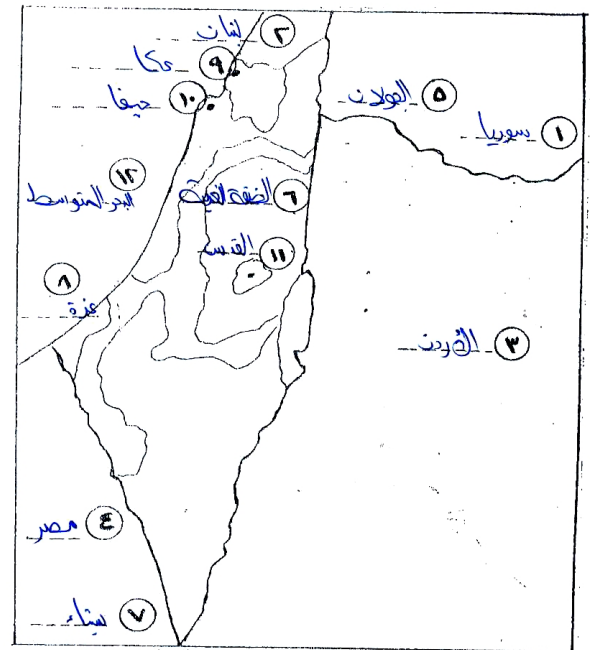 ٢ لبنان
٩ عكا
١٠ حيفا
٥ الجولان
١ سوريا
١٢
البحر المتوسط
٦ الضفة الغربية
١١ القدس
٨
غزة
٣ الأردن
٤ مصر
٧ سيناء